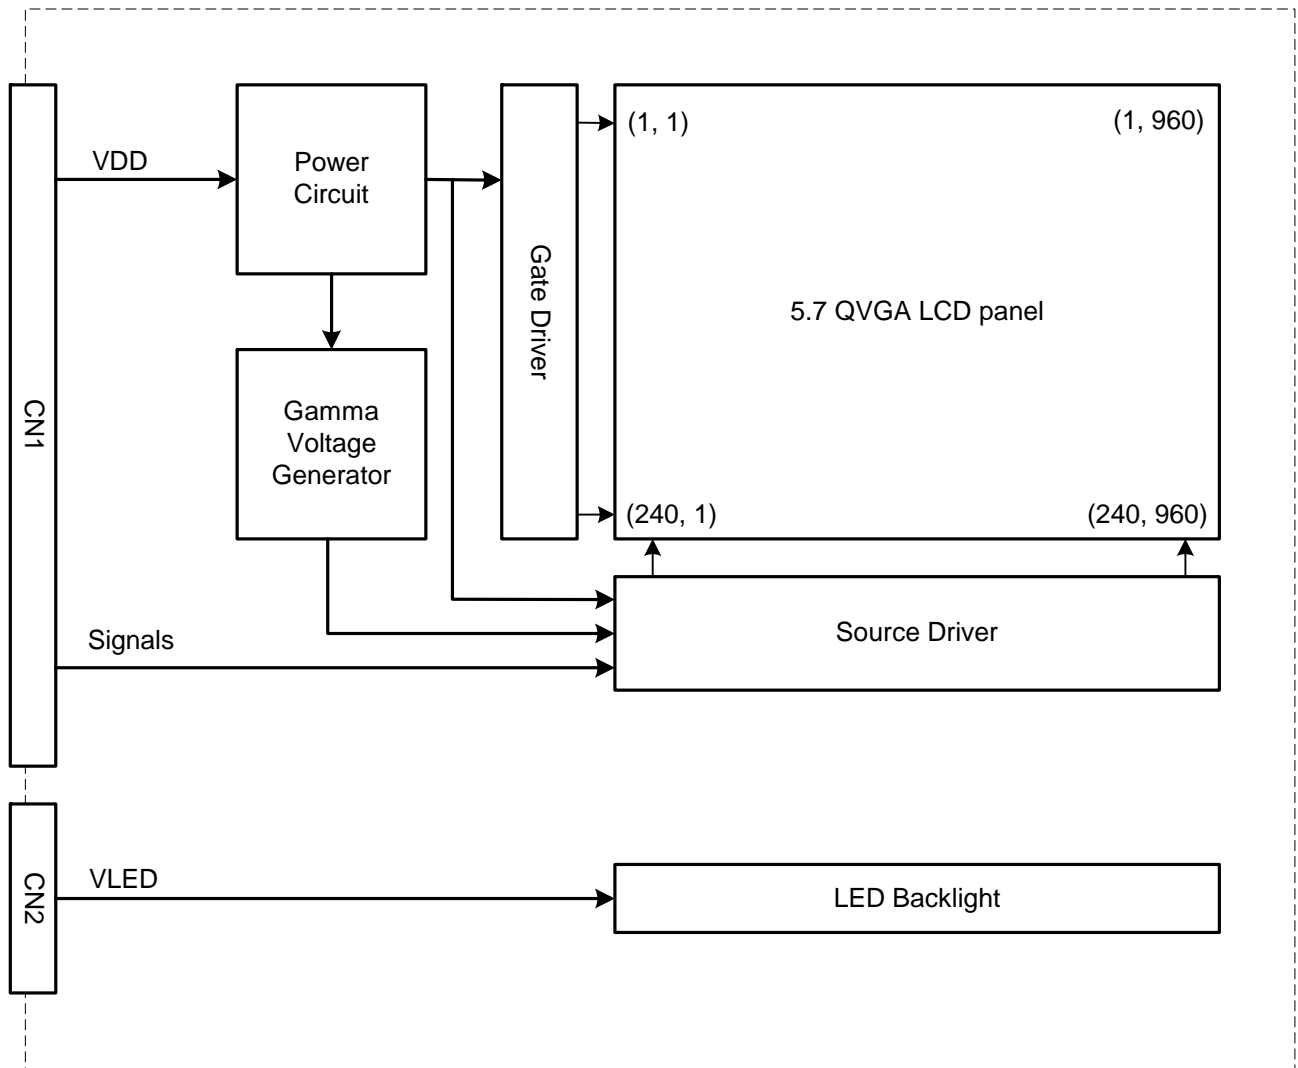 (1, 1)
(1, 960)
VDD
Power
Circuit
Gate Driver
5.7 QVGA LCD panel
CN1
Gamma
Voltage
Generator
(240, 1)
(240, 960)
Signals
Source Driver
CN2
VLED
LED Backlight